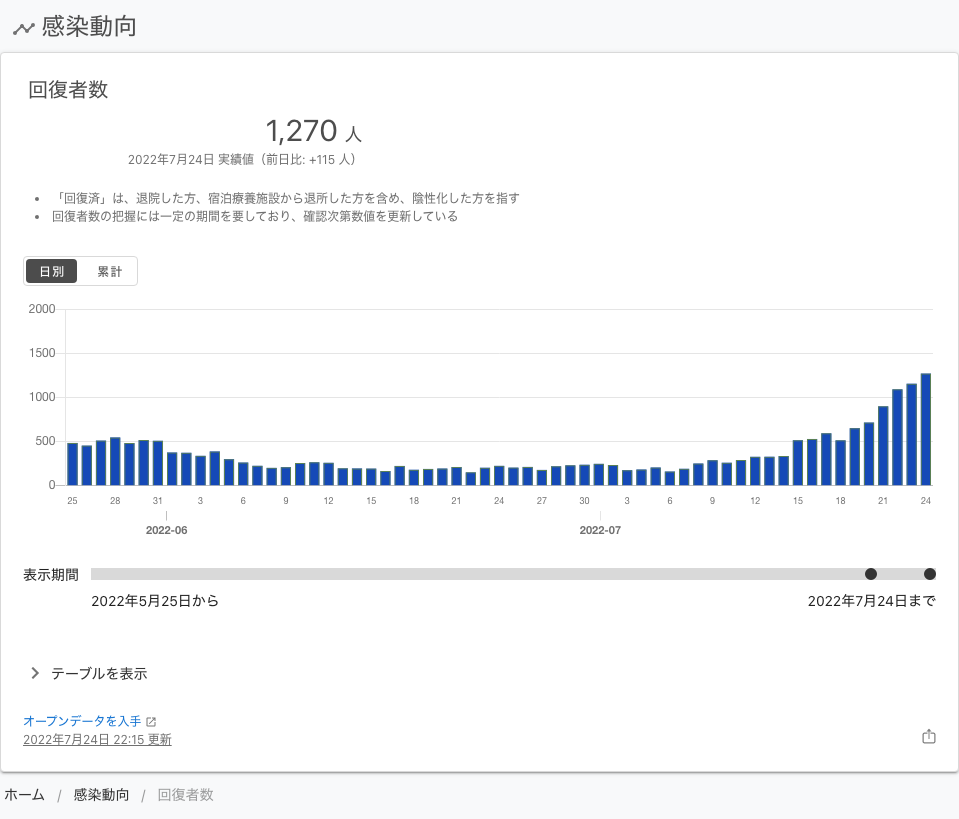 感染動向
回復者数
1,270 人
2022年7月24日 実績値（前日比: +115 人）
• 「回復済」は、退院した方、宿泊療養施設から退所した方を含め、陰性化した方を指す
• 回復者数の把握には一定の期間を要しており、確認次第数値を更新している
日別 累計
2000
1500
1000
500
0
25 28 31 3 6 9 12 15 18 21 24 27 30 3 6 9 12 15 18 21 24
2022-06 2022-07
表示期間
2022年5月25日から 2022年7月24日まで
テーブルを表示
オープンデータを入手
2022年7月24日 22:15 更新
ホーム / 感染動向 / 回復者数